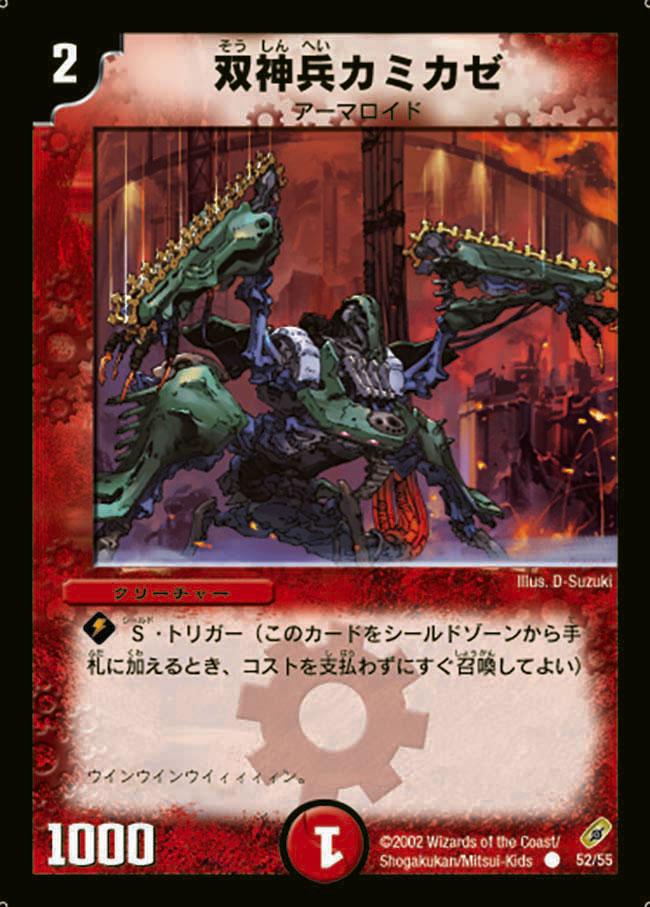 2
そうしんへい
双神兵カミカゼ
アーマロイド
Illus. D-Suzuki
クリーチャー
シールド
S・トリガー(このカードをシールドゾーンから手
札に加えるとき、コストを支払わずにすぐ召喚してよい)
ウインウインウイィィィィン。
1000
1
©2002 Wizards of the Coast/
Shogakukan/Mitsui-Kids
52/55